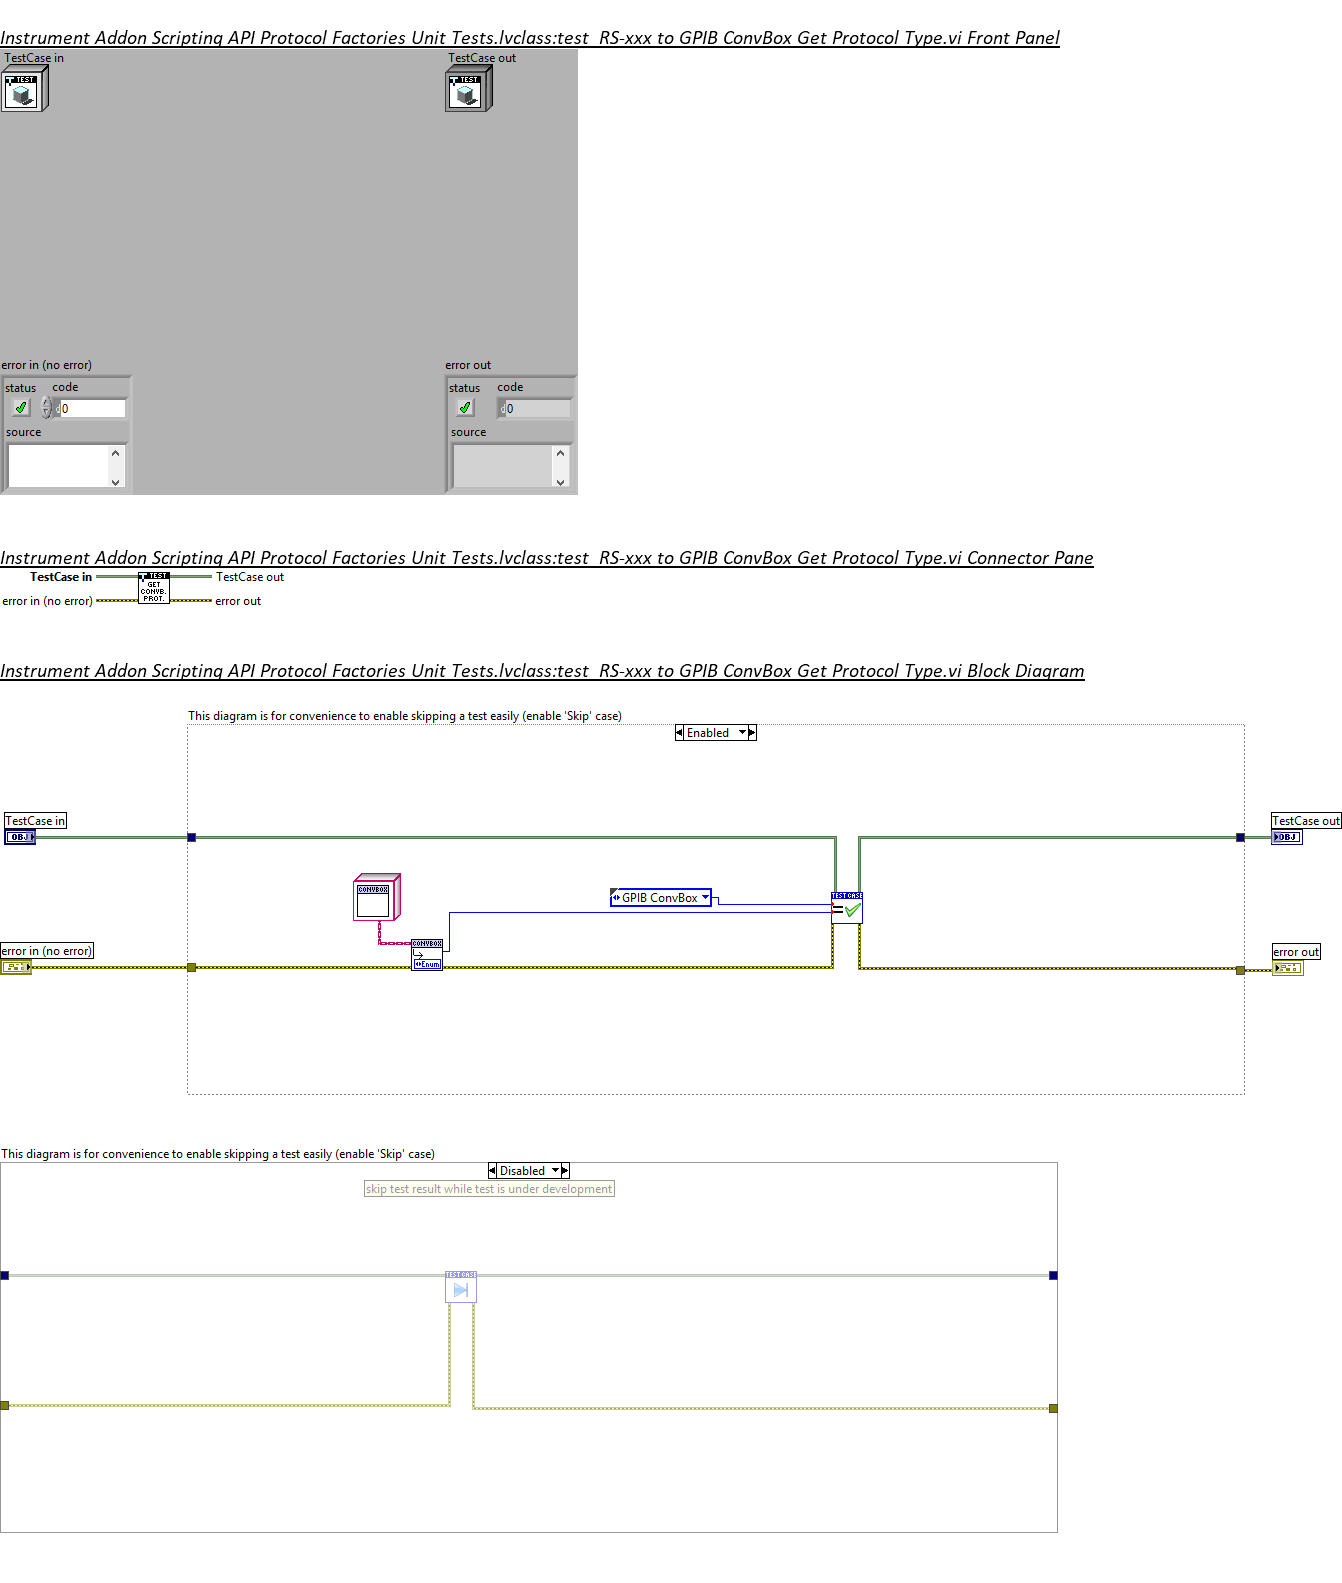 Instrument Addon Scripting API Protocol Factories Unit Tests.lvclass:test RS-xxx to GPIB ConvBox Get Protocol Type.vi Front Panel
TestCase in
TestCase out
TEST
TEST
error in (no error)
error out
status
code
status
code
d
0
d
0
source
source
Instrument Addon Scripting API Protocol Factories Unit Tests.lvclass:test RS-xxx to GPIB ConvBox Get Protocol Type.vi Connector Pane
TestCase in
TEST
GET
CONVB.
PROT.
TestCase out
error in (no error)
error out
Instrument Addon Scripting API Protocol Factories Unit Tests.lvclass:test RS-xxx to GPIB ConvBox Get Protocol Type.vi Block Diagram
This diagram is for convenience to enable skipping a test easily (enable 'Skip' case)
Enabled
TestCase in
OBJ
TestCase out
OBJ
CONVBOX
GPIB ConvBox
TEST CASE
=
error in (no error)
CONVBOX
Enum
error out
This diagram is for convenience to enable skipping a test easily (enable 'Skip' case)
Disabled
skip test result while test is under development
TEST CASE